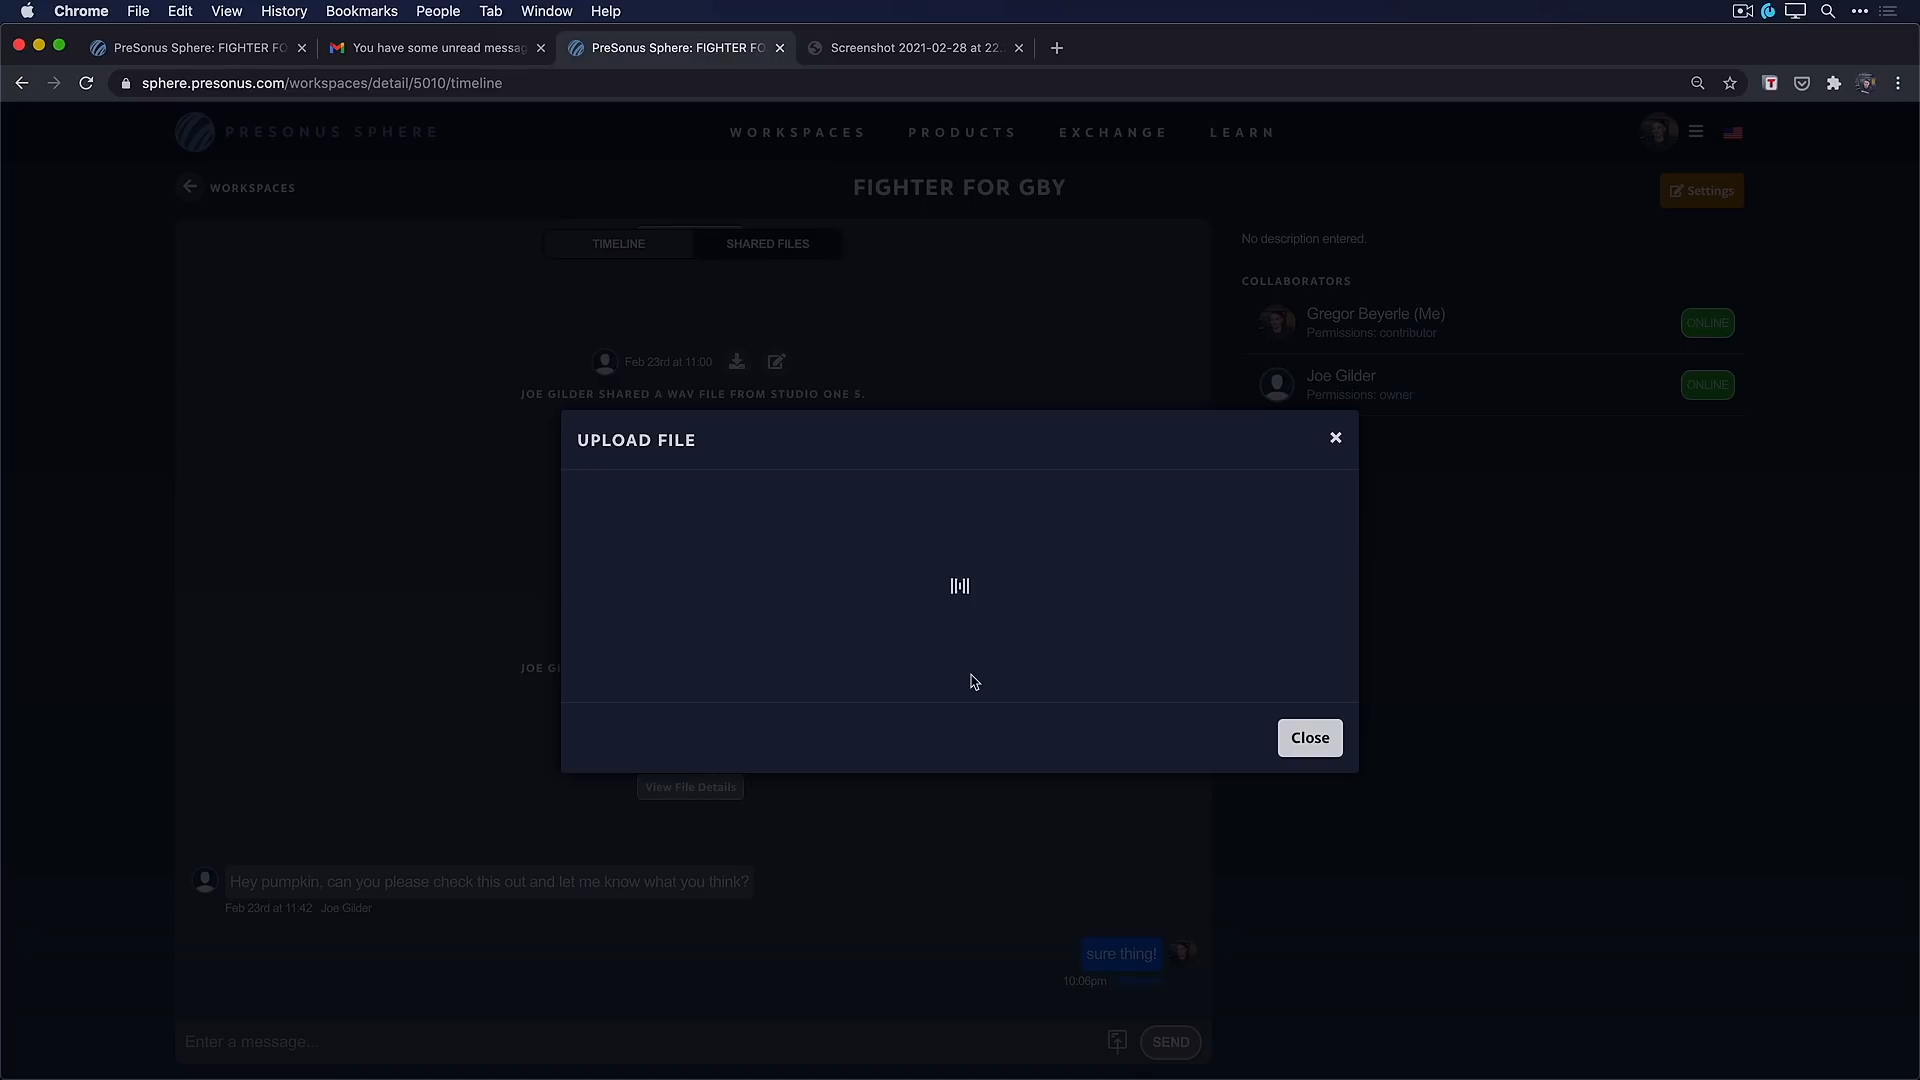 Chrome File Edit View History Bookmarks People Tab Window Help
PreSonus Sphere: FIGHTER FO
You have some unread messag
PreSonus Sphere: FIGHTER FO
Screenshot 2021-02-28 at 22.
sphere.presonus.com/workspaces/detail/5010/timeline
PRESONUS SPHERE
WORKSPACES PRODUCTS EXCHANGE LEARN
WORKSPACES
FIGHTER FOR GBY
Settings
TIMELINE SHARED FILES
No description entered.
COLLABORATORS
Gregor Beyerle (Me)
Permissions: contributor
ONLINE
Joe Gilder
Permissions: owner
ONLINE
Feb 23rd at 11:00
JOE GILDER SHARED A WAV FILE FROM STUDIO ONE 5.
UPLOAD FILE
JOE GI
Close
View File Details
Hey pumpkin, can you please check this out and let me know what you think?
Feb 23rd at 11:42 Joe Gilder
sure thing!
10:06pm
Enter a message...
SEND